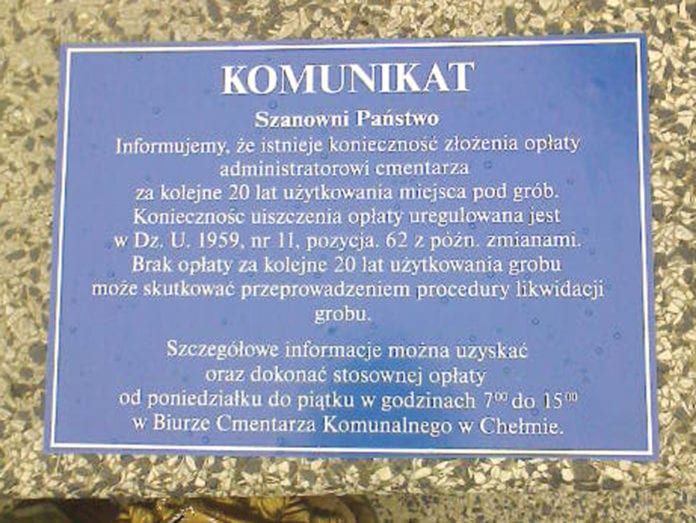 KOMUNIKAT
Szanowni Państwo
Informujemy, że istnieje konieczność złożenia opłaty
administratorowi cmentarza
za kolejne 20 lat użytkowania miejsca pod grób.
Konieczność uiszczenia opłaty uregulowana jest
w Dz. U. 1959, nr 11, pozycja. 62 z późn. zmianami.
Brak opłaty za kolejne 20 lat użytkowania grobu
może skutkować przeprowadzeniem procedury likwidacji
grobu.
Szczegółowe informacje można uzyskać
oraz dokonać stosownej opłaty
od poniedziałku do piątku w godzinach 7⁰⁰ do 15⁰⁰
w Biurze Cmentarza Komunalnego w Chełmie.